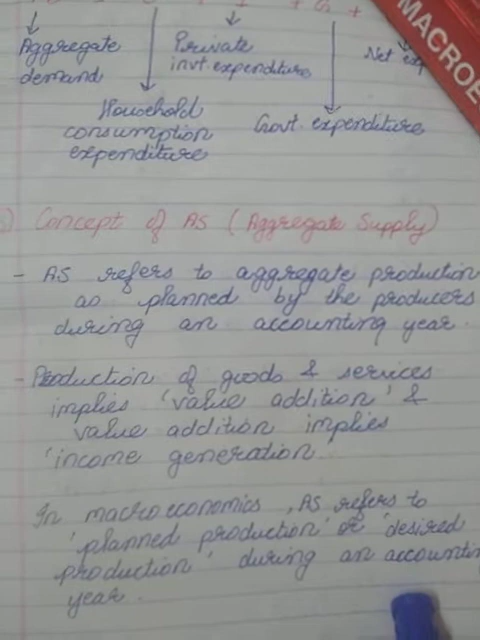 + G +
MACROE
Aggregate
demand
Private
invt expenditure
Net exp
Household
consumption
expenditure
Govt. expenditure
Concept of AS (Aggregate Supply)
- AS refers to aggregate production
as planned by the producers
during an accounting year.
- Production of goods & services
implies 'value addition' &
value addition implies
'income generation
In macroeconomics, AS refers to
'planned production' or 'desired
production' during an accountin
year.